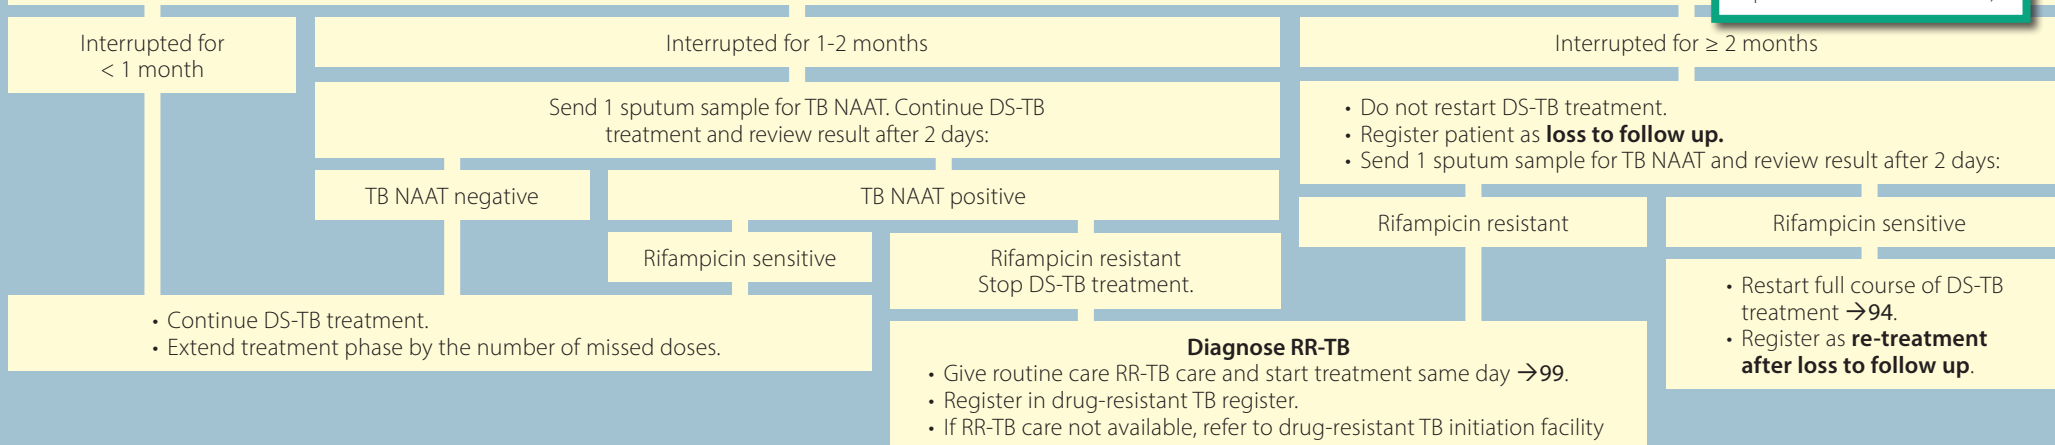 Interrupted for
< 1 month
Interrupted for 1-2 months
Interrupted for ≥ 2 months
Send 1 sputum sample for TB NAAT. Continue DS-TB
treatment and review result after 2 days:
• Do not restart DS-TB treatment.
• Register patient as loss to follow up.
• Send 1 sputum sample for TB NAAT and review result after 2 days:
TB NAAT negative
TB NAAT positive
Rifampicin sensitive
Rifampicin resistant
Stop DS-TB treatment.
Rifampicin resistant
Rifampicin sensitive
• Continue DS-TB treatment.
• Extend treatment phase by the number of missed doses.
Diagnose RR-TB
• Give routine care RR-TB care and start treatment same day →99.
• Register in drug-resistant TB register.
• If RR-TB care not available, refer to drug-resistant TB initiation facility
• Restart full course of DS-TB
treatment →94.
• Register as re-treatment
after loss to follow up.